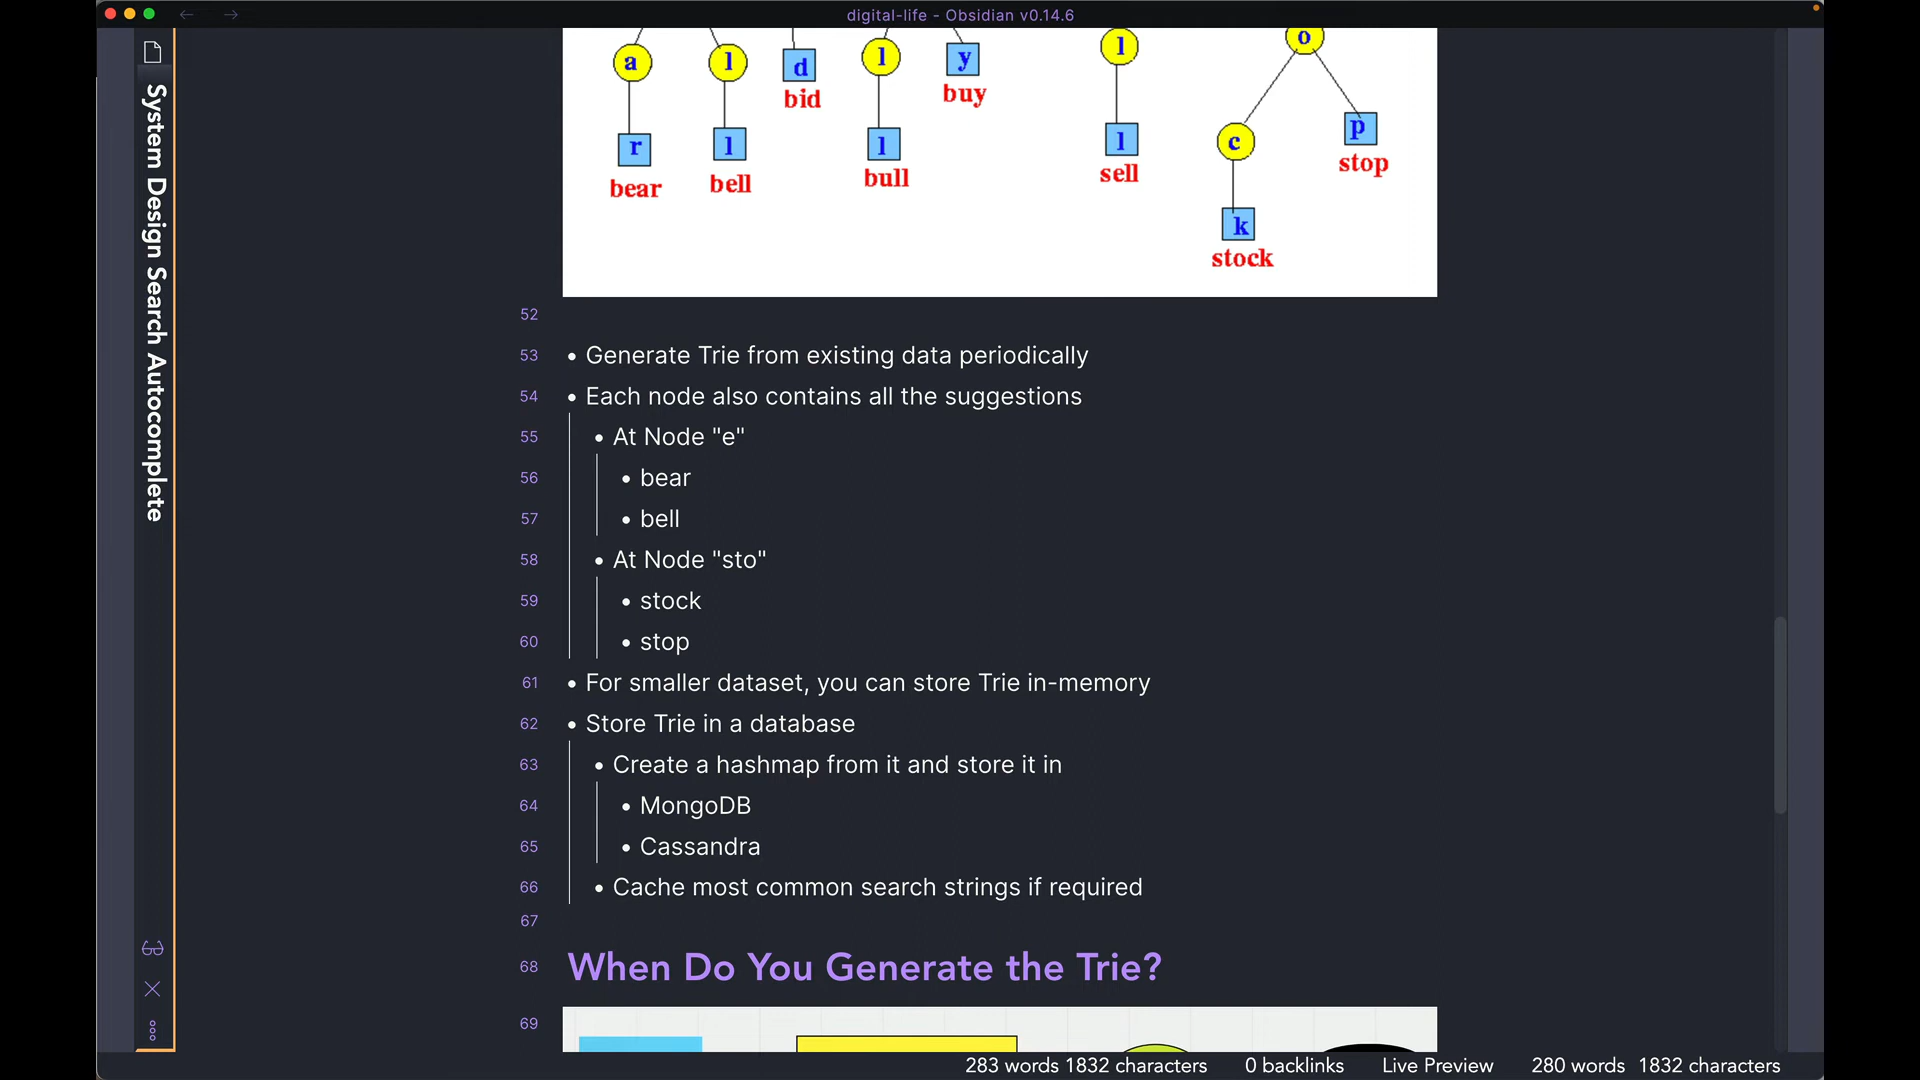 digital-life - Obsidian v0.14.6
System Design Search Autocomplete
a l d l y l o
bid
buy
r l l l c p
bear bell bull sell stop
k
stock
52
53 • Generate Trie from existing data periodically
54 • Each node also contains all the suggestions
55 • At Node "e"
56 • bear
57 • bell
58 • At Node "sto"
59 • stock
60 • stop
61 • For smaller dataset, you can store Trie in-memory
62 • Store Trie in a database
63 • Create a hashmap from it and store it in
64 • MongoDB
65 • Cassandra
66 • Cache most common search strings if required
67
68 When Do You Generate the Trie?
69
283 words 1832 characters 0 backlinks Live Preview 280 words 1832 characters